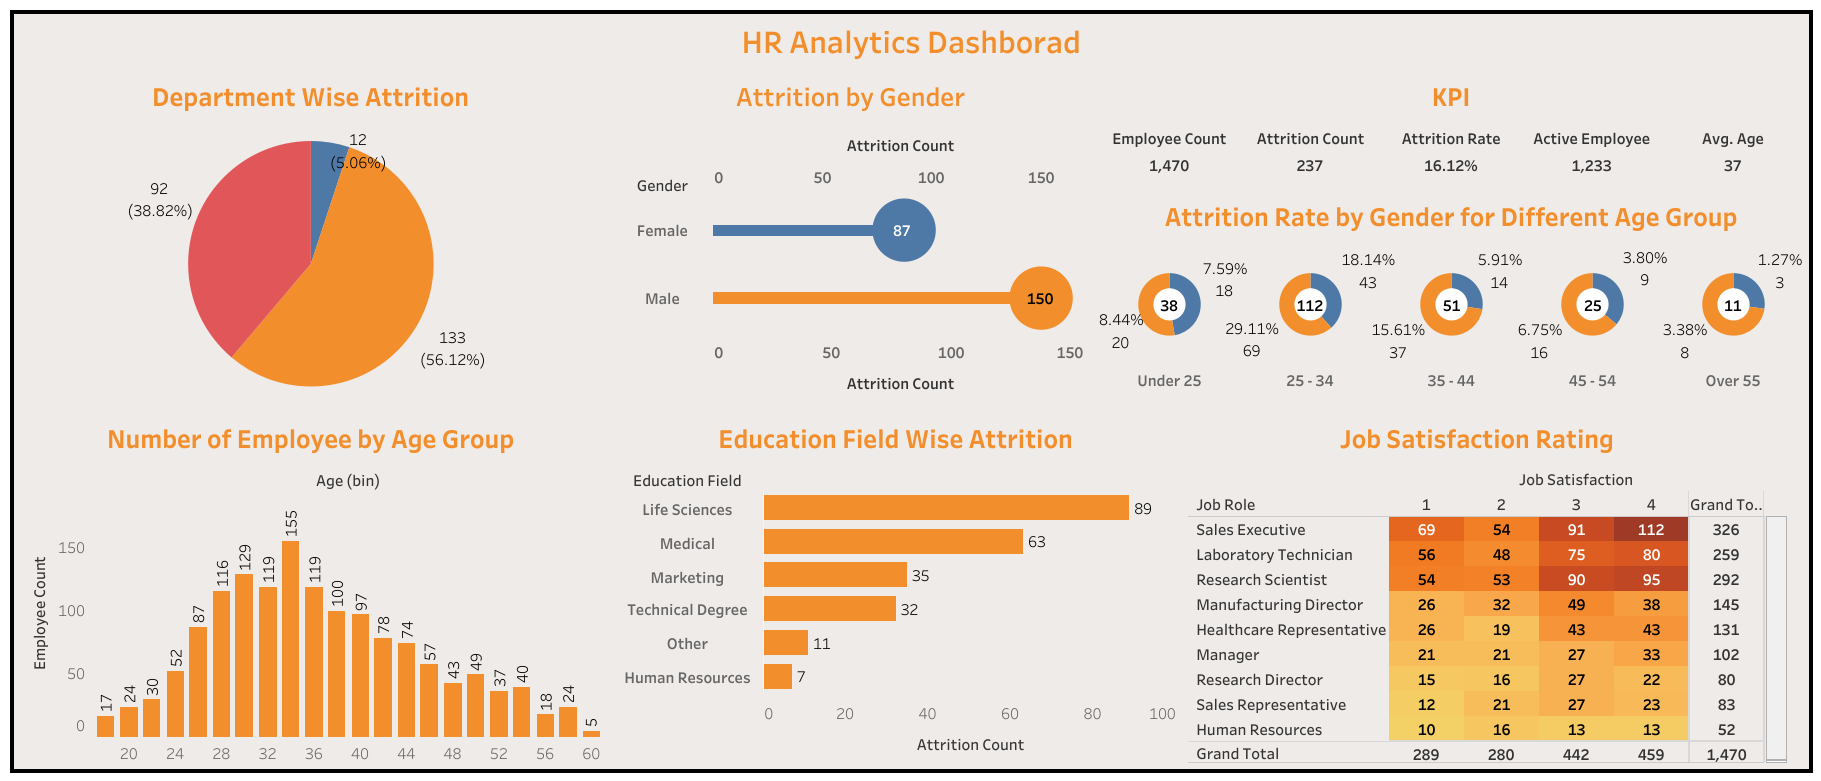 HR Analytics Dashborad
Department Wise Attrition
12
(5.06%)
92
(38.82%)
133
(56.12%)
Attrition by Gender
Attrition Count
Gender
0 50 100 150
Female 87
Male 150
0 50 100 150
Attrition Count
KPI
Employee Count Attrition Count Attrition Rate Active Employee Avg. Age
1,470 237 16.12% 1,233 37
Attrition Rate by Gender for Different Age Group
7.59%
18
38
8.44%
20
Under 25
18.14%
43
112
29.11%
69
25 - 34
5.91%
14
51
15.61%
37
35 - 44
3.80%
9
25
6.75%
16
45 - 54
1.27%
3
11
3.38%
8
Over 55
Number of Employee by Age Group
Age (bin)
Employee Count
150
100
50
0
17 24 30 52 87 116 129 119 155 119 100 97 78 74 57 43 49 37 40 18 24 5
20 24 28 32 36 40 44 48 52 56 60
Education Field Wise Attrition
Education Field
Life Sciences 89
Medical 63
Marketing 35
Technical Degree 32
Other 11
Human Resources 7
0 20 40 60 80 100
Attrition Count
Job Satisfaction Rating
Job Satisfaction
Job Role 1 2 3 4 Grand To..
Sales Executive 69 54 91 112 326
Laboratory Technician 56 48 75 80 259
Research Scientist 54 53 90 95 292
Manufacturing Director 26 32 49 38 145
Healthcare Representative 26 19 43 43 131
Manager 21 21 27 33 102
Research Director 15 16 27 22 80
Sales Representative 12 21 27 23 83
Human Resources 10 16 13 13 52
Grand Total 289 280 442 459 1,470